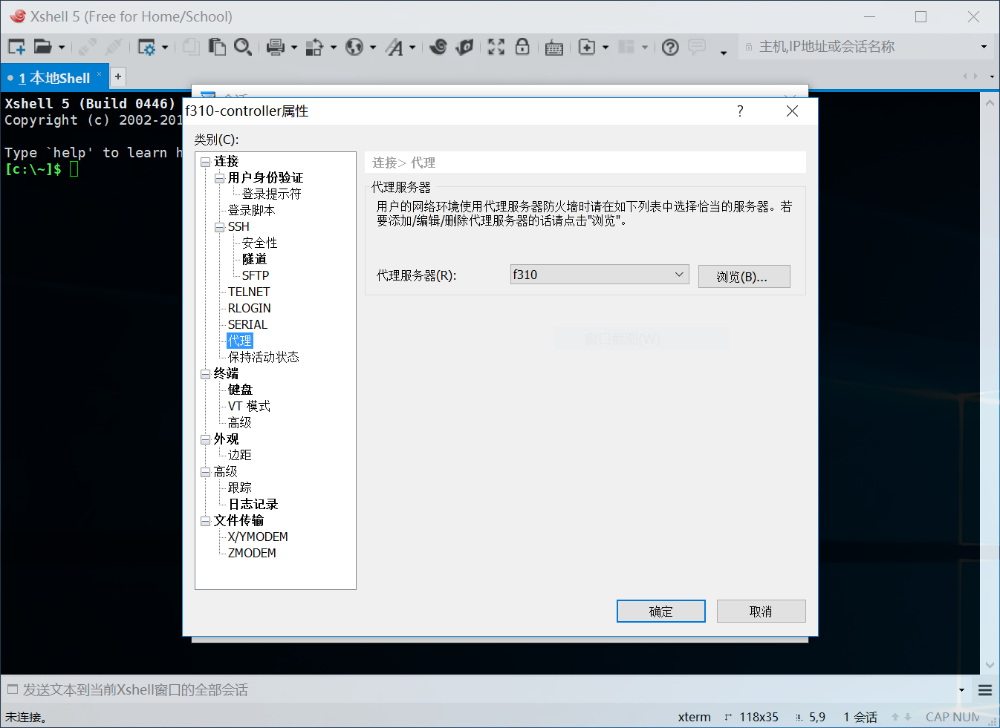 Xshell 5 (Free for Home/School)
主机,IP地址或会话名称
1 本地Shell
+
Xshell 5 (Build 0446)
Copyright (c) 2002-201
Type `help' to learn h
[c:\~]$
f310-controller属性
?
类别(C):
连接
用户身份验证
登录提示符
登录脚本
SSH
安全性
隧道
SFTP
TELNET
RLOGIN
SERIAL
代理
保持活动状态
终端
键盘
VT 模式
高级
外观
边距
高级
跟踪
日志记录
文件传输
X/YMODEM
ZMODEM
连接> 代理
代理服务器
用户的网络环境使用代理服务器防火墙时请在如下列表中选择恰当的服务器。若
要添加/编辑/删除代理服务器的话请点击"浏览"。
代理服务器(R):
f310
浏览(B)...
窗口截图(W)
确定
取消
发送文本到当前Xshell窗口的全部会话
未连接。
xterm
118x35
5,9
1 会话
CAP NUM